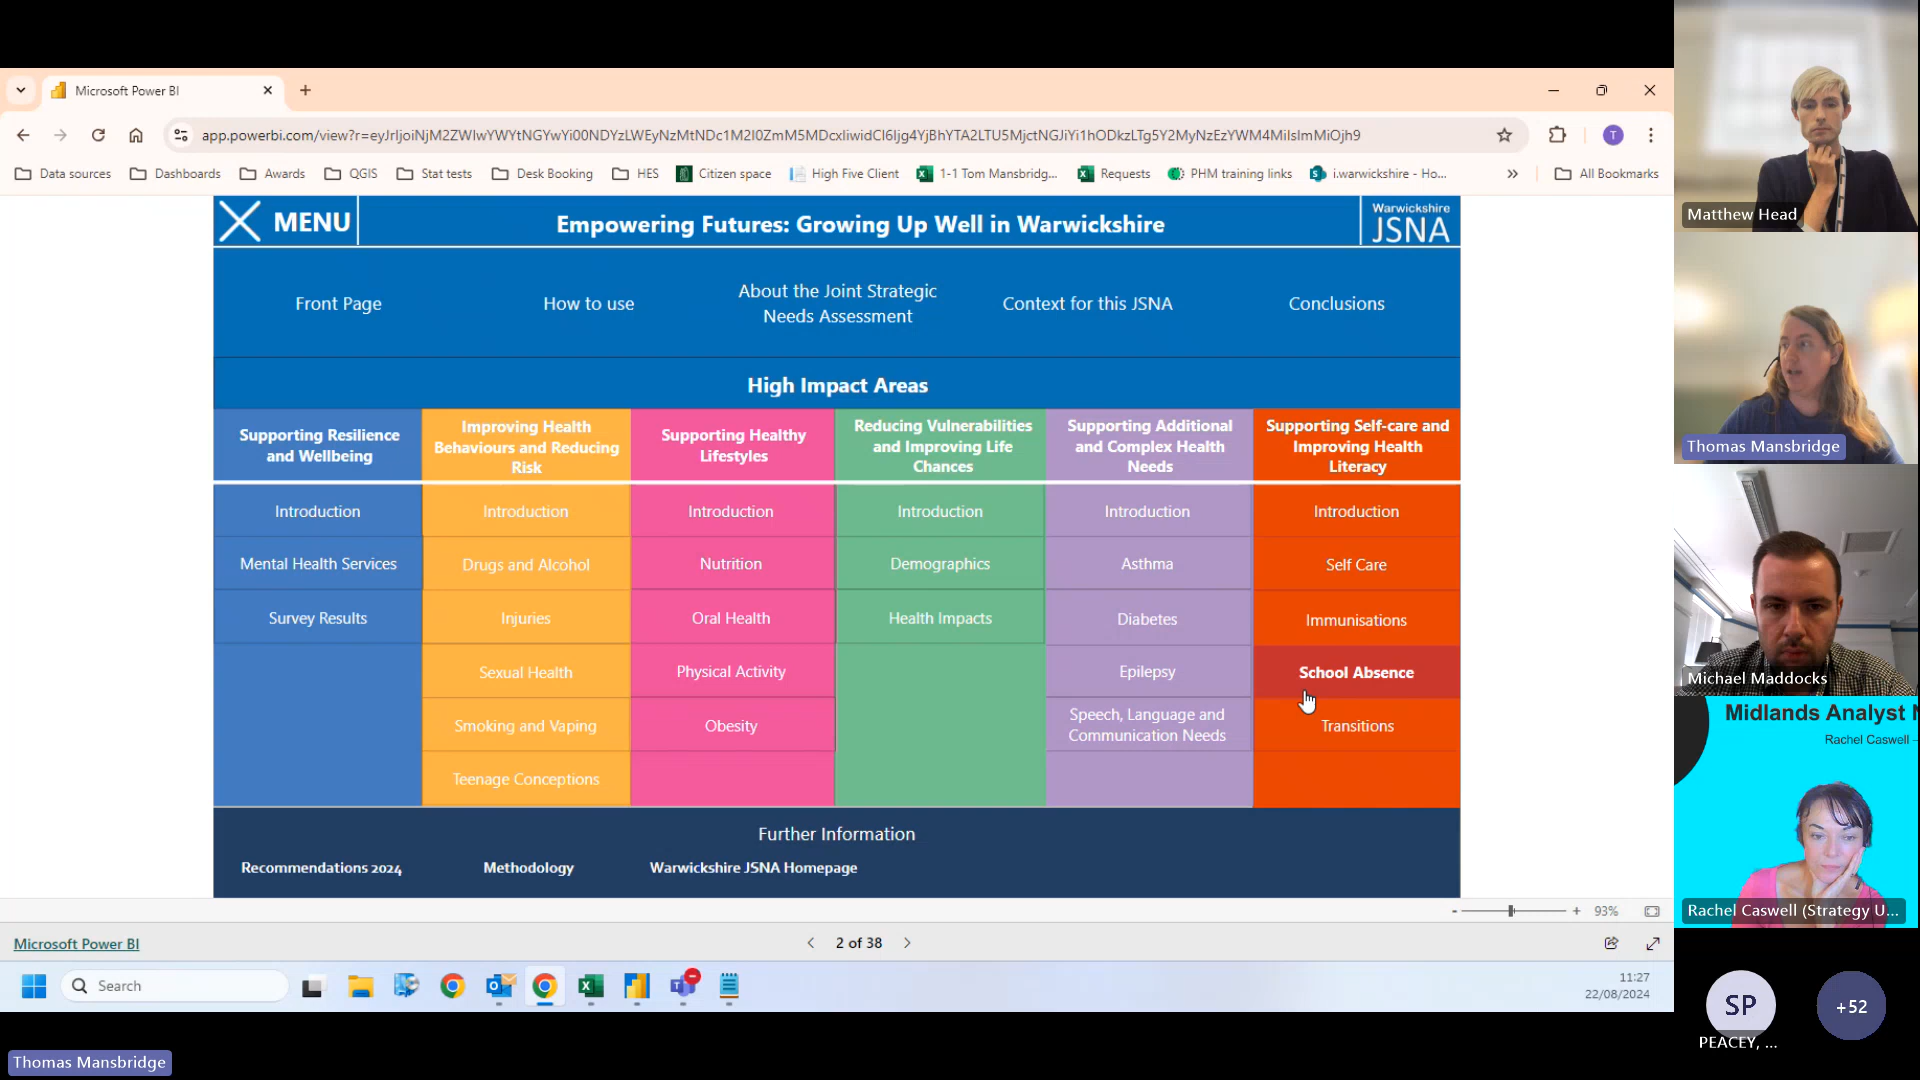 Microsoft Power BI
app.powerbi.com/view?r=eyJrIjoiNjM2ZWIwYWYtNGYwYi00NDYzLWEyNzMtNDc1M2I0ZmM5MDcxIiwidCI6Ijg4YjBhYTA2LTU5MjctNGJiYi1hODkzLTg5Y2MyNzEzYWM4MiIsImMiOjh9
T
Data sources
Dashboards
Awards
QGIS
Stat tests
Desk Booking
HES
Citizen space
High Five Client
1-1 Tom Mansbridg...
Requests
PHM training links
i.warwickshire - Ho...
All Bookmarks
MENU
Empowering Futures: Growing Up Well in Warwickshire
Warwickshire
JSNA
Front Page
How to use
About the Joint Strategic
Needs Assessment
Context for this JSNA
Conclusions
High Impact Areas
Supporting Resilience
and Wellbeing
Improving Health
Behaviours and Reducing
Risk
Supporting Healthy
Lifestyles
Reducing Vulnerabilities
and Improving Life
Chances
Supporting Additional
and Complex Health
Needs
Supporting Self-care and
Improving Health
Literacy
Introduction
Introduction
Introduction
Introduction
Introduction
Introduction
Mental Health Services
Drugs and Alcohol
Nutrition
Demographics
Asthma
Self Care
Survey Results
Injuries
Oral Health
Health Impacts
Diabetes
Immunisations
Sexual Health
Physical Activity
Epilepsy
School Absence
Smoking and Vaping
Obesity
Speech, Language and
Communication Needs
Transitions
Teenage Conceptions
Further Information
Recommendations 2024
Methodology
Warwickshire JSNA Homepage
- + 93%
Microsoft Power BI
2 of 38
Search
11:27
22/08/2024
Thomas Mansbridge
Matthew Head
Thomas Mansbridge
Michael Maddocks
Midlands Analyst N
Rachel Caswell –
Rachel Caswell (Strategy U...
SP
PEACEY, ...
+52